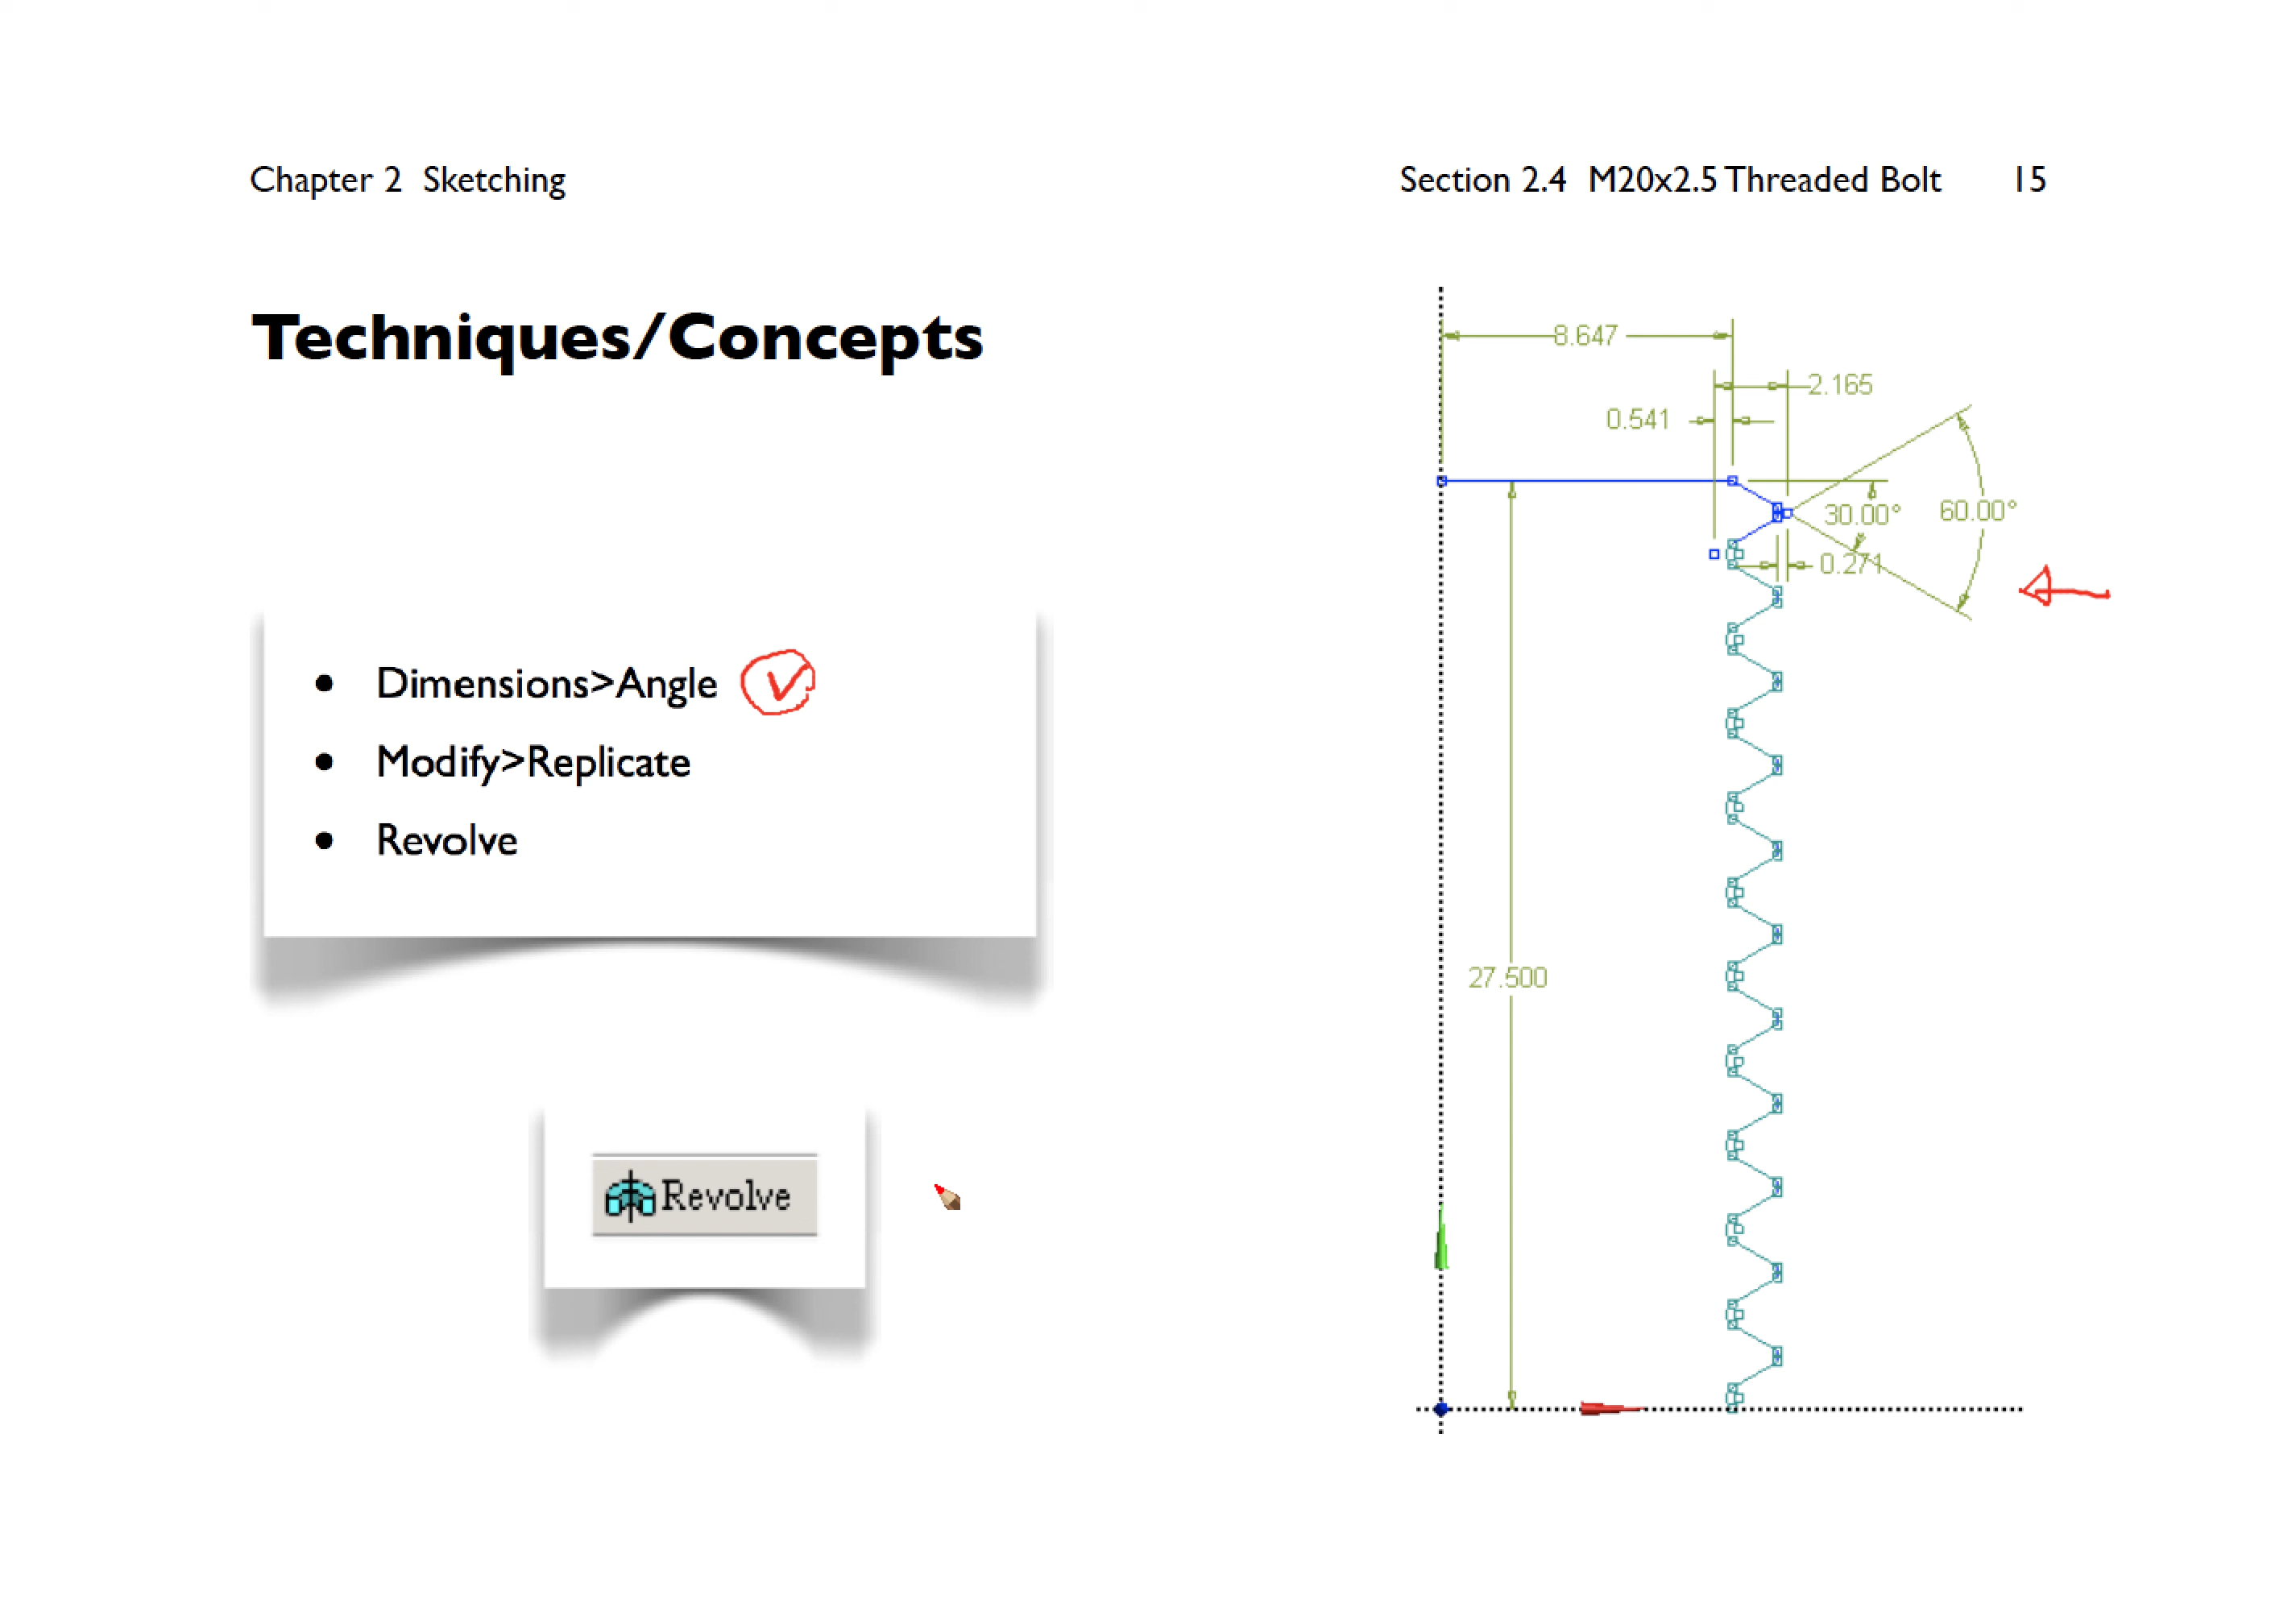 Chapter 2 Sketching
Section 2.4 M20x2.5 Threaded Bolt 15
Techniques/Concepts
• Dimensions>Angle
• Modify>Replicate
• Revolve
Revolve
8.647
2.165
0.541
30.00°
60.00°
0.271
27.500